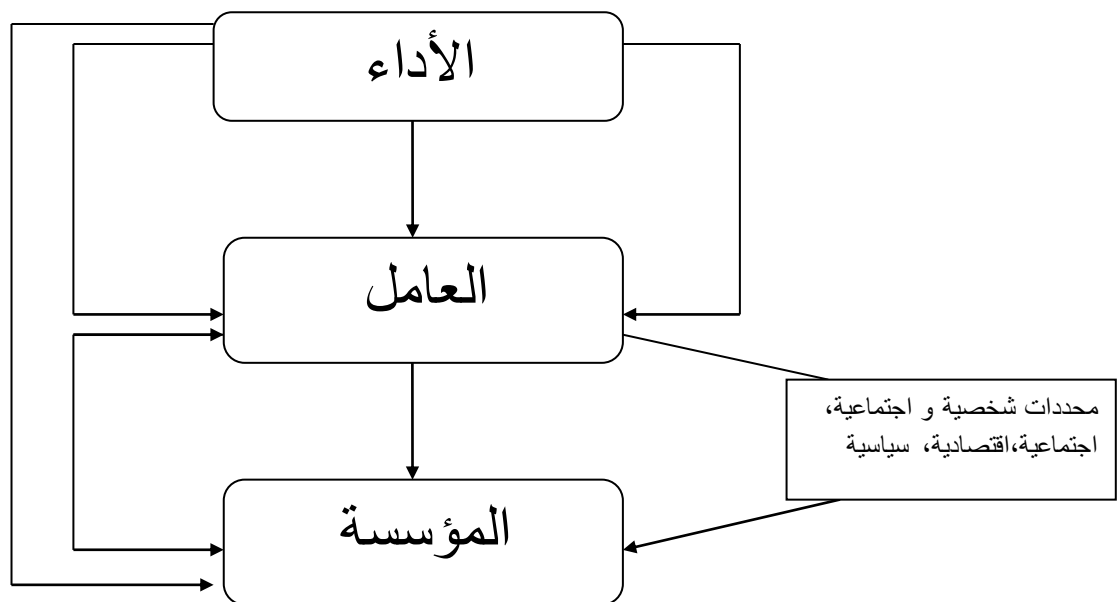 الأداء
العامل
محددات شخصية و اجتماعية،
اجتماعية،اقتصادية، سياسية
المؤسسة